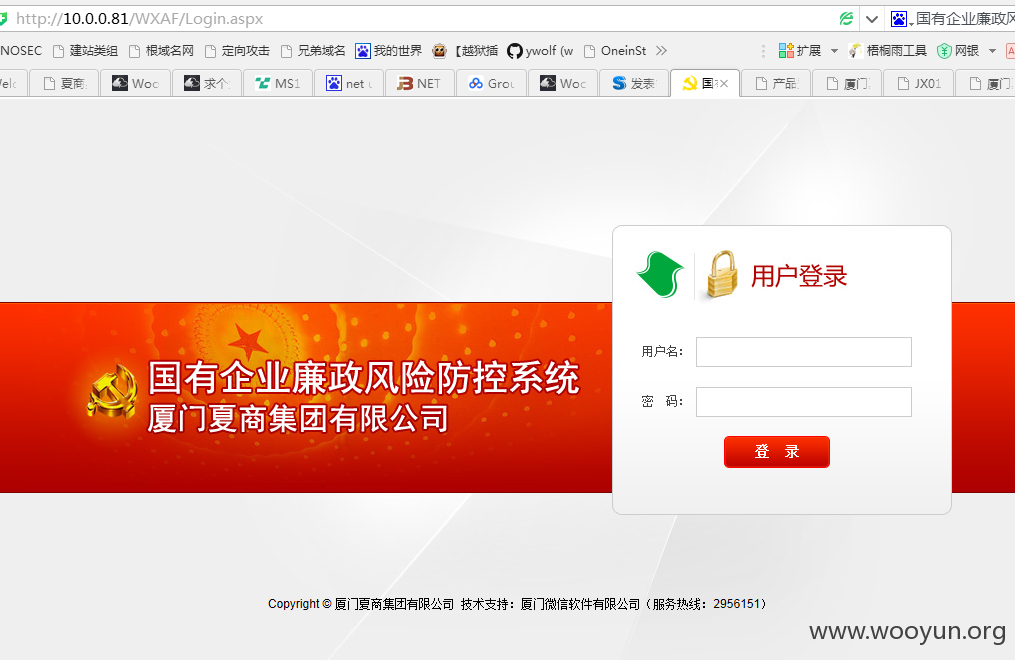 http://10.0.0.81/WXAF/Login.aspx 国有企业廉政风
NOSEC 建站类组 根域名网 定向攻击 兄弟域名 我的世界 【越狱插 ywolf (w OneinSt 扩展 梧桐雨工具 网银
夏商 Woo 求个 MS1 net NET Grou Woo 发表 国 产品 厦门 JX01 厦门
用户登录
用户名：
国有企业廉政风险防控系统
密 码：
厦门夏商集团有限公司
登 录
Copyright © 厦门夏商集团有限公司 技术支持：厦门微信软件有限公司（服务热线：2956151）
www.wooyun.org